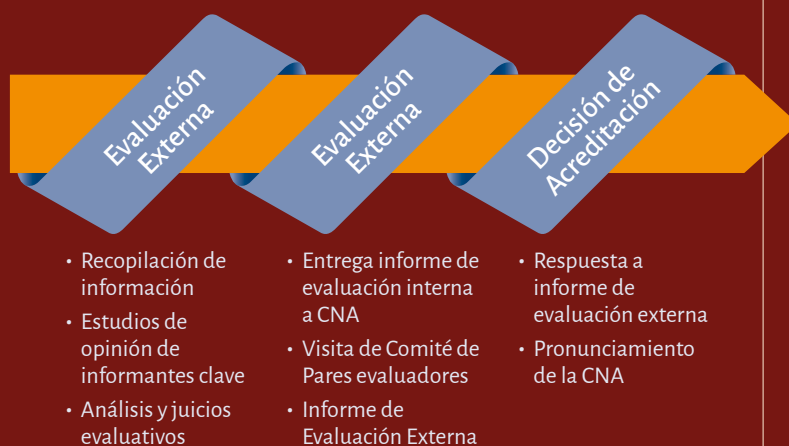 Evaluación
Externa
Evaluación
Externa
Decisión de
Acreditación
• Recopilación de
información
• Estudios de
opinión de
informantes clave
• Análisis y juicios
evaluativos
• Entrega informe de
evaluación interna
a CNA
• Visita de Comité de
Pares evaluadores
• Informe de
Evaluación Externa
• Respuesta a
informe de
evaluación externa
• Pronunciamiento
de la CNA